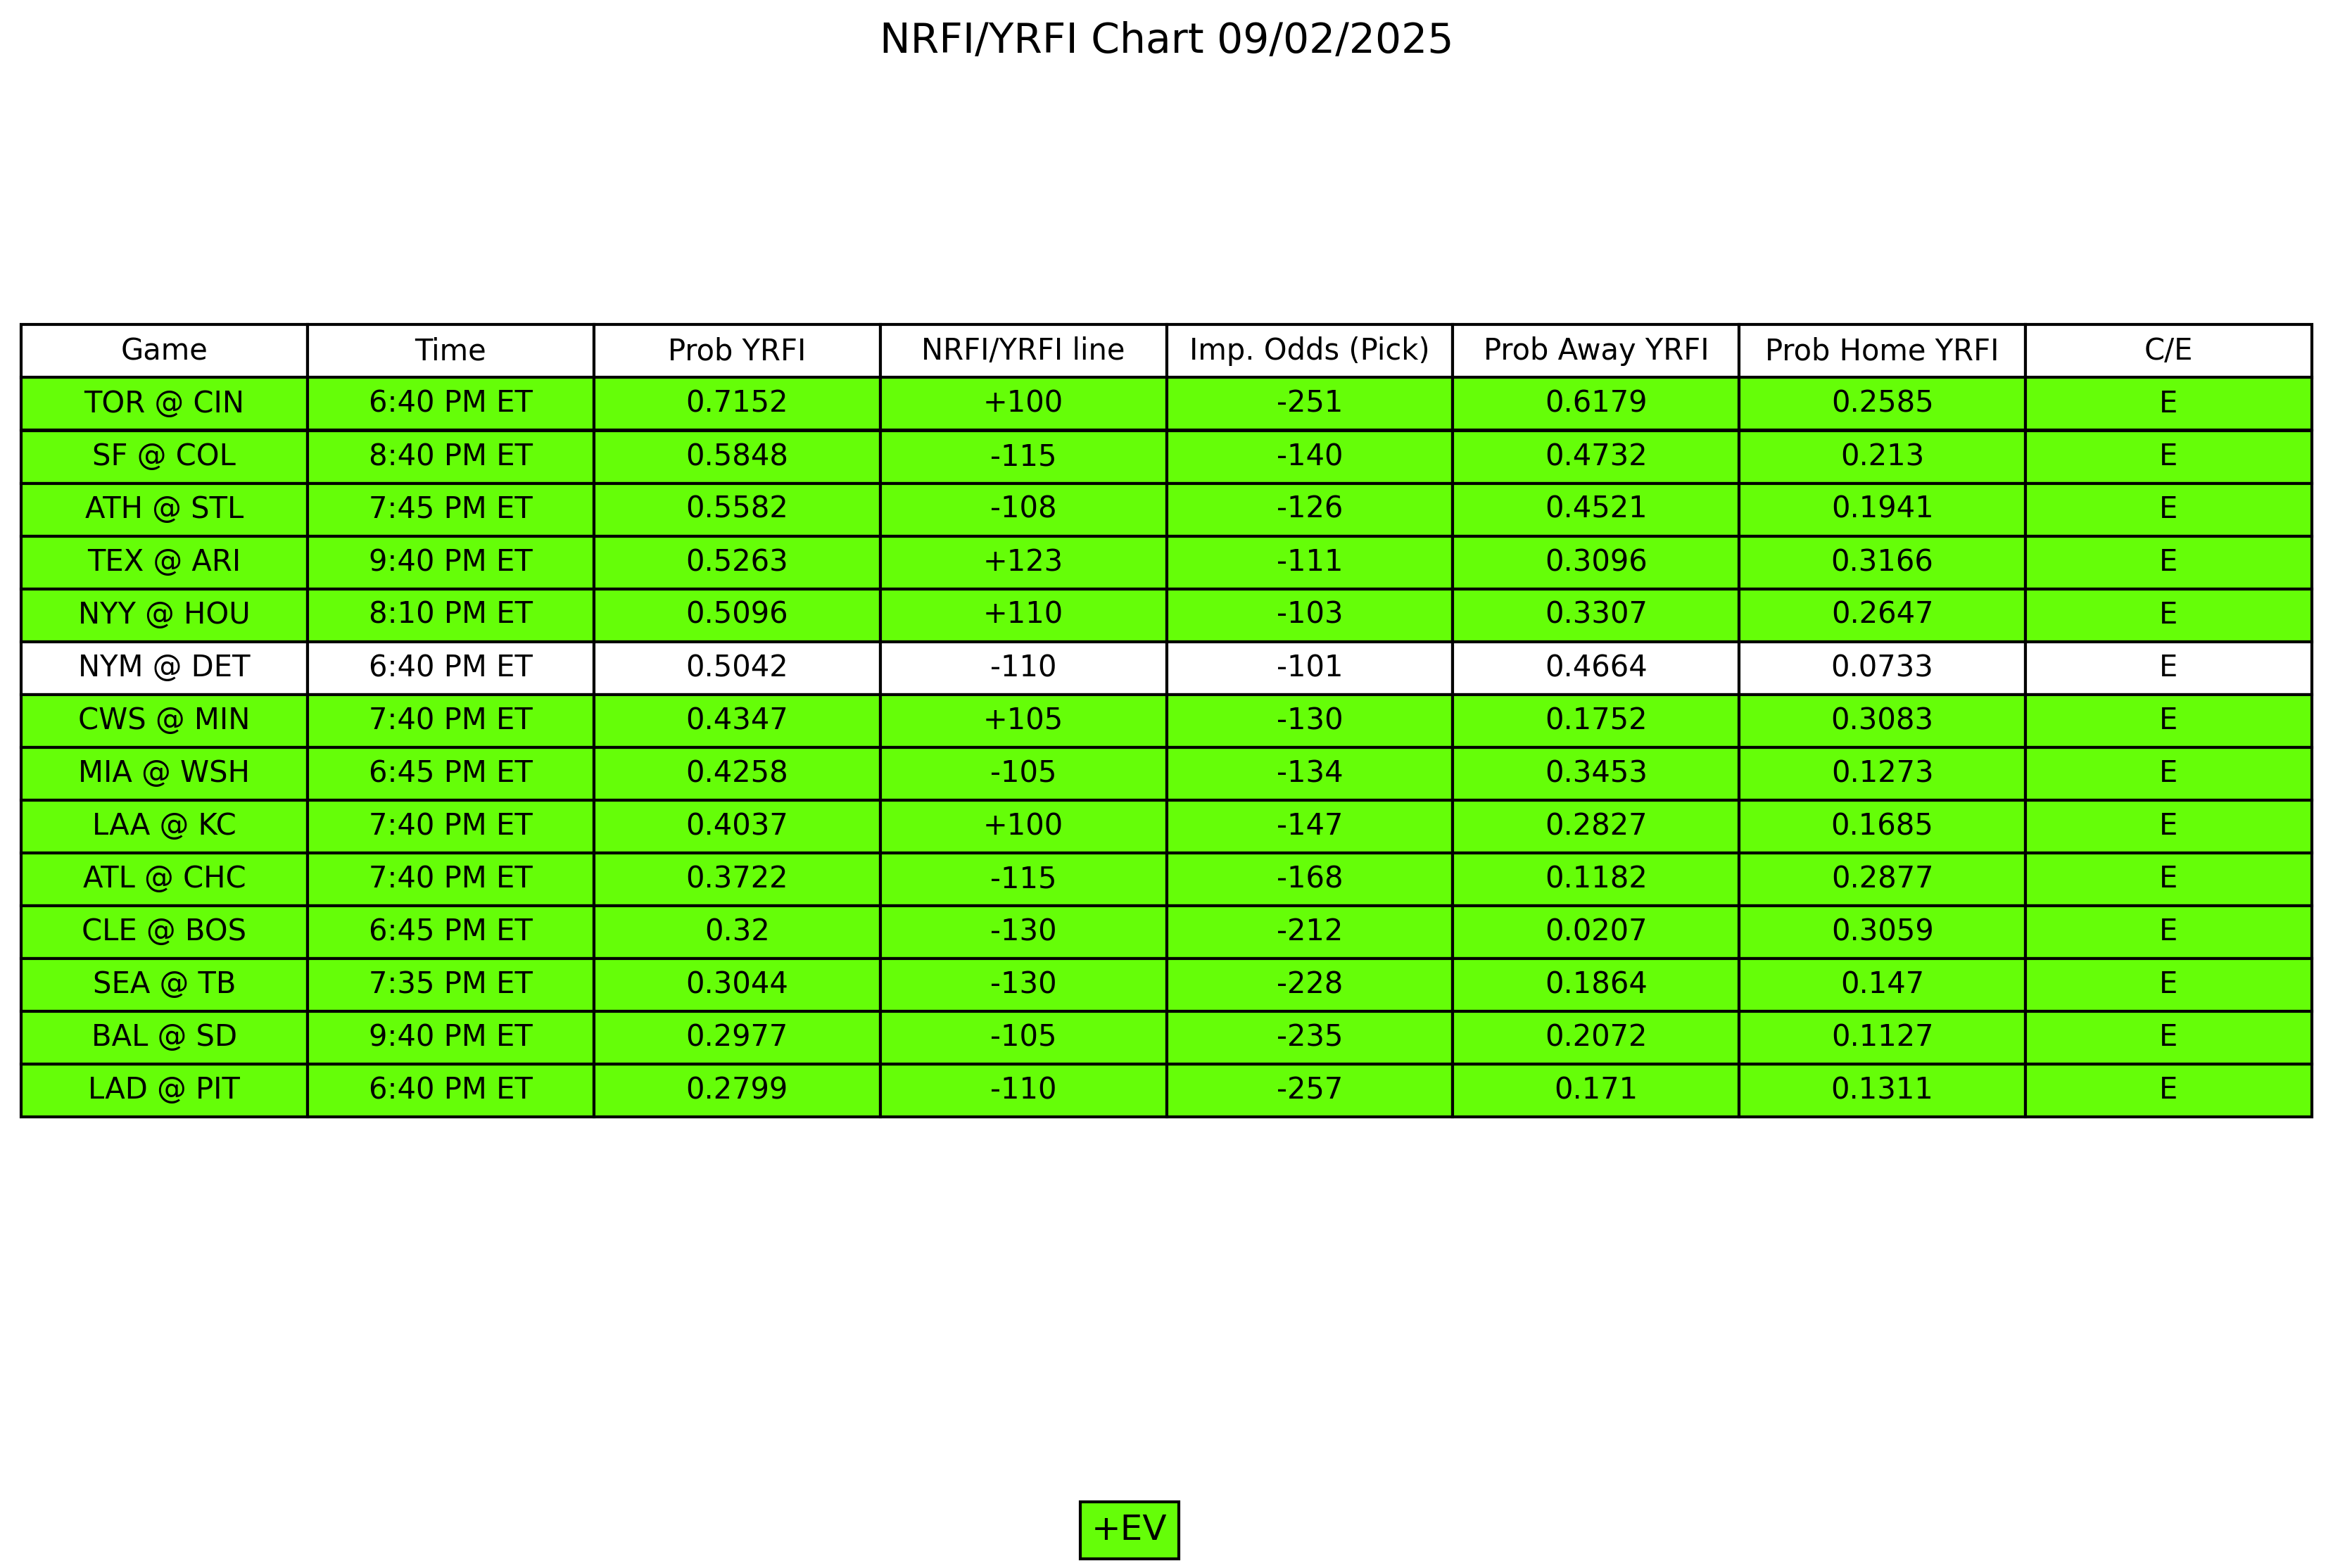 NRFI/YRFI Chart 09/02/2025
Game Time Prob YRFI NRFI/YRFI line Imp. Odds (Pick) Prob Away YRFI Prob Home YRFI C/E
TOR @ CIN 6:40 PM ET 0.7152 +100 -251 0.6179 0.2585 E
SF @ COL 8:40 PM ET 0.5848 -115 -140 0.4732 0.213 E
ATH @ STL 7:45 PM ET 0.5582 -108 -126 0.4521 0.1941 E
TEX @ ARI 9:40 PM ET 0.5263 +123 -111 0.3096 0.3166 E
NYY @ HOU 8:10 PM ET 0.5096 +110 -103 0.3307 0.2647 E
NYM @ DET 6:40 PM ET 0.5042 -110 -101 0.4664 0.0733 E
CWS @ MIN 7:40 PM ET 0.4347 +105 -130 0.1752 0.3083 E
MIA @ WSH 6:45 PM ET 0.4258 -105 -134 0.3453 0.1273 E
LAA @ KC 7:40 PM ET 0.4037 +100 -147 0.2827 0.1685 E
ATL @ CHC 7:40 PM ET 0.3722 -115 -168 0.1182 0.2877 E
CLE @ BOS 6:45 PM ET 0.32 -130 -212 0.0207 0.3059 E
SEA @ TB 7:35 PM ET 0.3044 -130 -228 0.1864 0.147 E
BAL @ SD 9:40 PM ET 0.2977 -105 -235 0.2072 0.1127 E
LAD @ PIT 6:40 PM ET 0.2799 -110 -257 0.171 0.1311 E
+EV